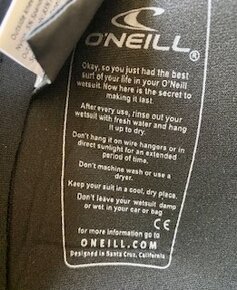 O'NEILL
®
Okay, so you just had the best
surf of your life in your O'Neill
wetsuit. Now here is the secret to
making it last.
After every use, rinse out your
wetsuit with fresh water and hang
it up to dry.
Don't hang it on wire hangers or in
direct sunlight for an extended
period of time.
Don't machine wash or use a
dryer.
Keep your suit in a cool, dry place.
Don't leave your wetsuit damp
or wet in your car or bag
CE
for more information go to
ONEILL.COM
Designed in Santa Cruz, California